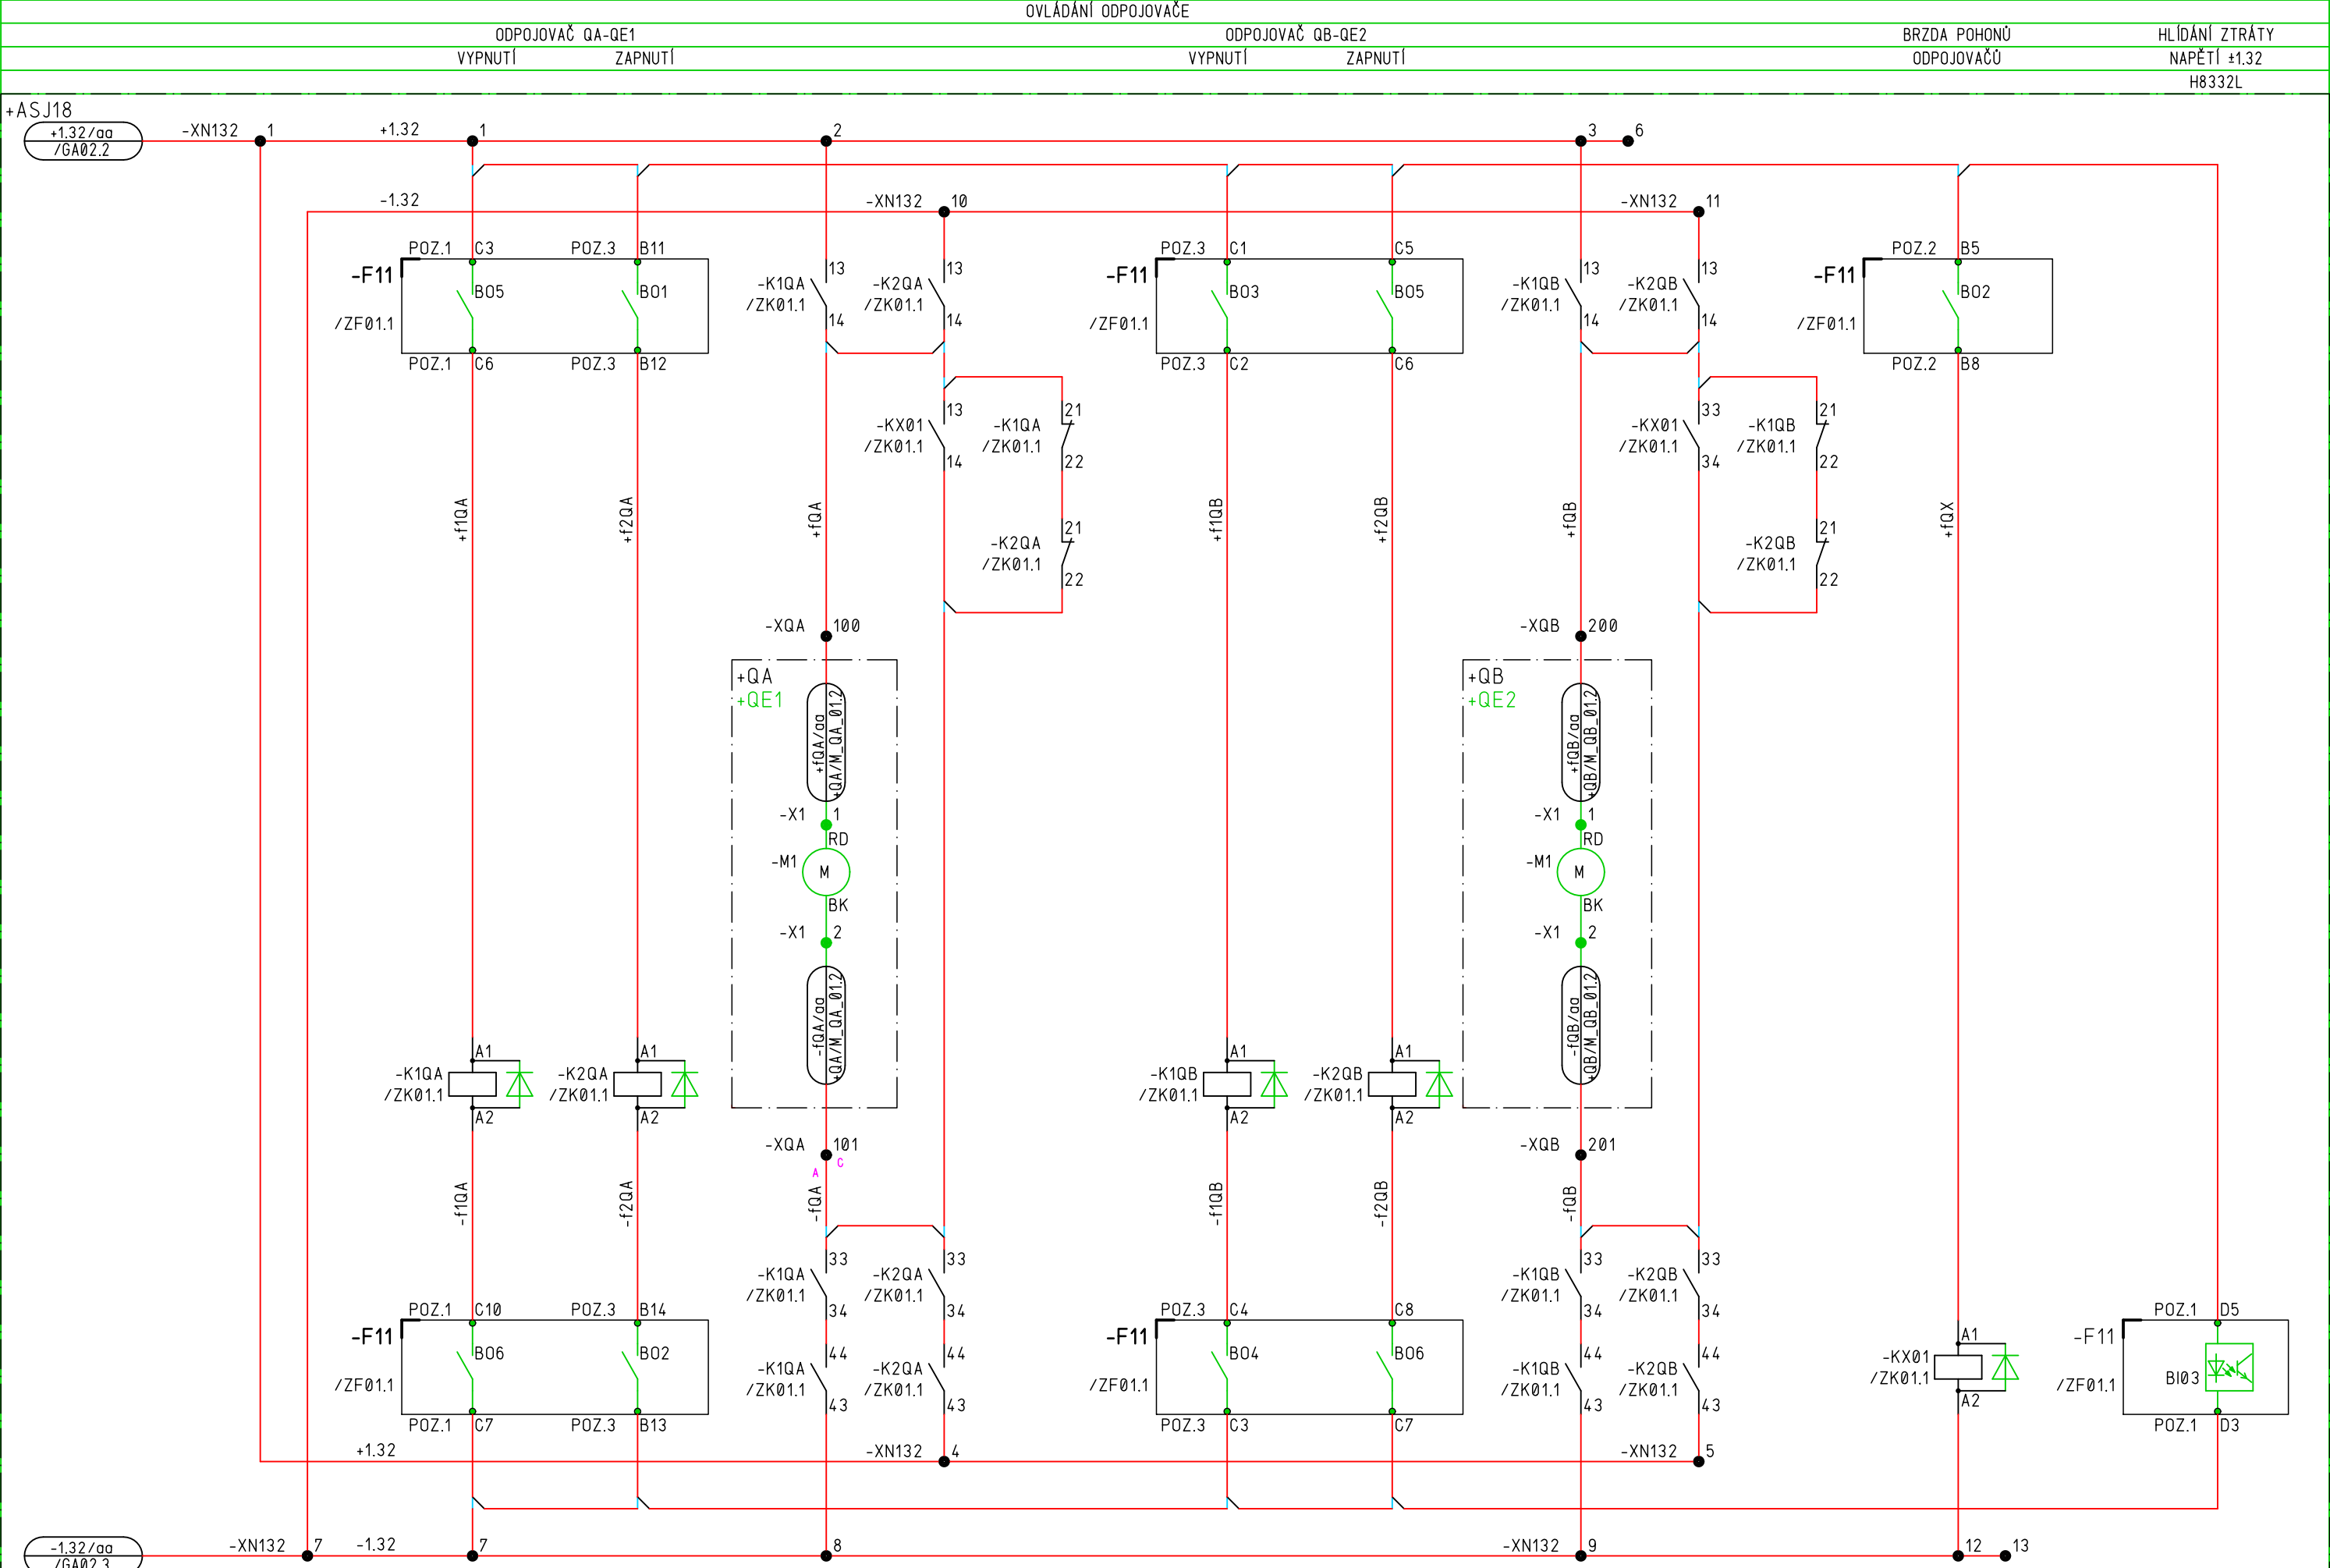 OVLÁDÁNÍ ODPOJOVAČE
ODPOJOVAČ QA-QE1 ODPOJOVAČ QB-QE2 BRZDA POHONŮ HLÍDÁNÍ ZTRÁTY
VYPNUTÍ ZAPNUTÍ VYPNUTÍ ZAPNUTÍ ODPOJOVAČŮ NAPĚTÍ ±1.32
H8332L
+ASJ18
+1.32/aa -XN132 1 +1.32 1 2 3 6
/GA02.2
-1.32 -XN132 10 -XN132 11
POZ.1 C3 POZ.3 B11 POZ.3 C1 C5 POZ.2 B5
-F11 13 13 -F11 13 13 -F11
BO5 BO1 -K1QA -K2QA BO3 BO5 -K1QB -K2QB BO2
/ZK01.1 /ZK01.1 /ZK01.1 /ZK01.1
/ZF01.1 14 14 /ZF01.1 14 14 /ZF01.1
POZ.1 C6 POZ.3 B12 POZ.3 C2 C6 POZ.2 B8
13 21 33 21
-KX01 -K1QA -KX01 -K1QB
/ZK01.1 /ZK01.1 /ZK01.1 /ZK01.1
14 22 34 22
+f1QA +f2QA +fQA +f1QB +f2QB +fQB +fQX
21 21
-K2QA -K2QB
/ZK01.1 /ZK01.1
22 22
-XQA 100 -XQB 200
+QA +QB
+QE1 +QE2
+fQA/aa +fQB/aa
+QA/M_QA_01.2 +QB/M_QB_01.2
-X1 1 -X1 1
RD RD
-M1 M -M1 M
BK BK
-X1 2 -X1 2
-fQA/aa -fQB/aa
+QA/M_QA_01.2 +QB/M_QB_01.2
A1 A1 A1 A1
-K1QA -K2QA -K1QB -K2QB
/ZK01.1 /ZK01.1 /ZK01.1 /ZK01.1
A2 A2 A2 A2
-XQA 101 -XQB 201
A C
-f1QA -f2QA -fQA -f1QB -f2QB -fQB
33 33 33 33
-K1QA -K2QA -K1QB -K2QB
/ZK01.1 /ZK01.1 /ZK01.1 /ZK01.1
POZ.1 C10 POZ.3 B14 34 34 POZ.3 C4 C8 34 34 POZ.1 D5
-F11 -F11 A1 -F11
BO6 BO2 44 44 BO4 BO6 44 44 -KX01
-K1QA -K2QA -K1QB -K2QB /ZK01.1 BI03
/ZF01.1 /ZK01.1 /ZK01.1 /ZF01.1 /ZK01.1 /ZK01.1 A2 /ZF01.1
43 43 43 43
POZ.1 C7 POZ.3 B13 POZ.3 C3 C7 POZ.1 D3
+1.32 -XN132 4 -XN132 5
-1.32/aa -XN132 7 -1.32 7 8 -XN132 9 12 13
/GA02.3